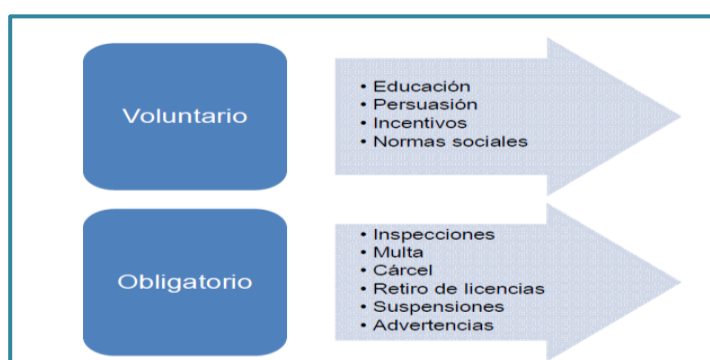 Voluntario
• Educación
• Persuasión
• Incentivos
• Normas sociales
Obligatorio
• Inspecciones
• Multa
• Cárcel
• Retiro de licencias
• Suspensiones
• Advertencias